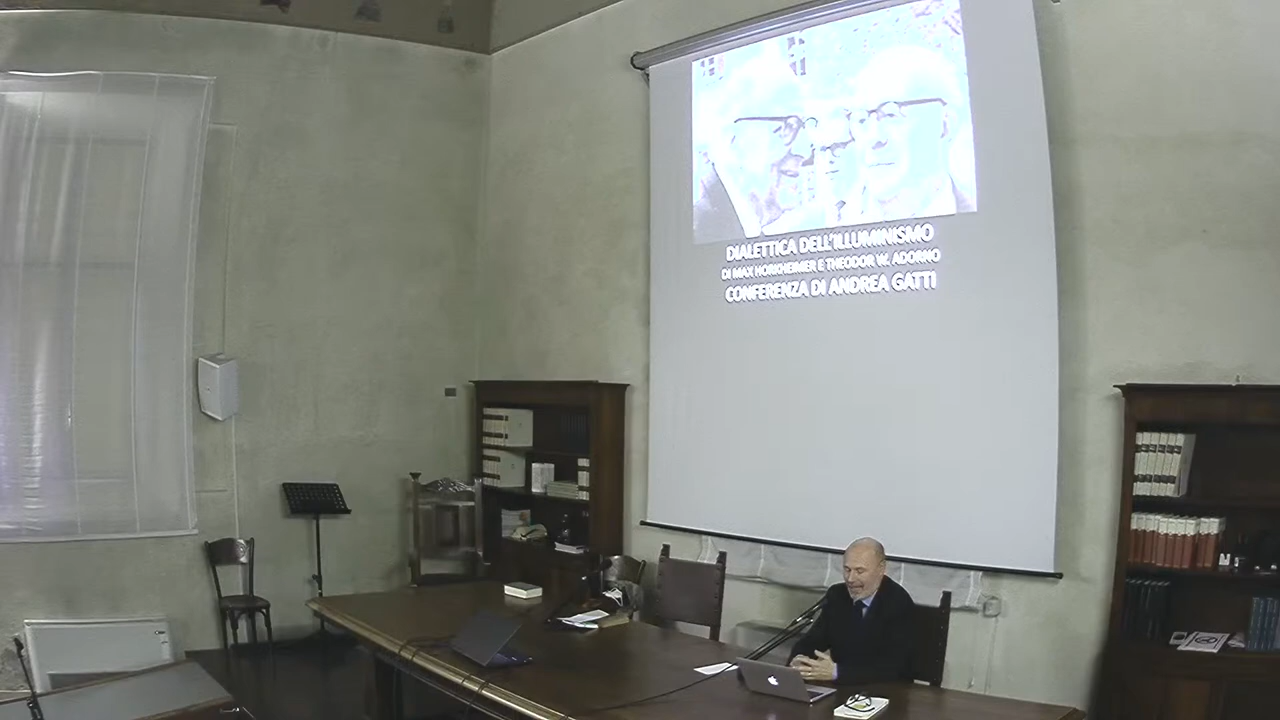 DIALETTICA DELL'ILLUMINISMO
DI MAX HORKHEIMER E THEODOR W. ADORNO
CONFERENZA DI ANDREA GATTI